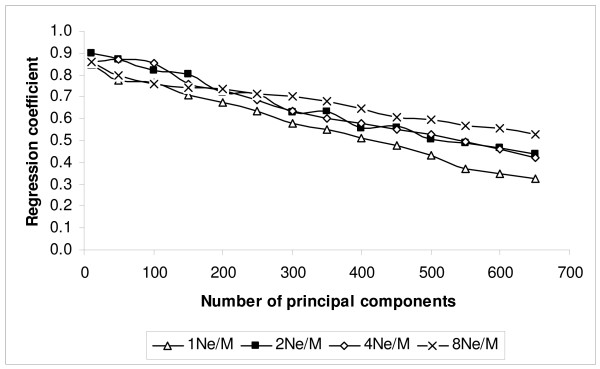 1.0
0.9
0.8
0.7
0.6
0.5
0.4
0.3
0.2
0.1
0.0
Regression coefficient
0 100 200 300 400 500 600 700
Number of principal components
1Ne/M 2Ne/M 4Ne/M 8Ne/M